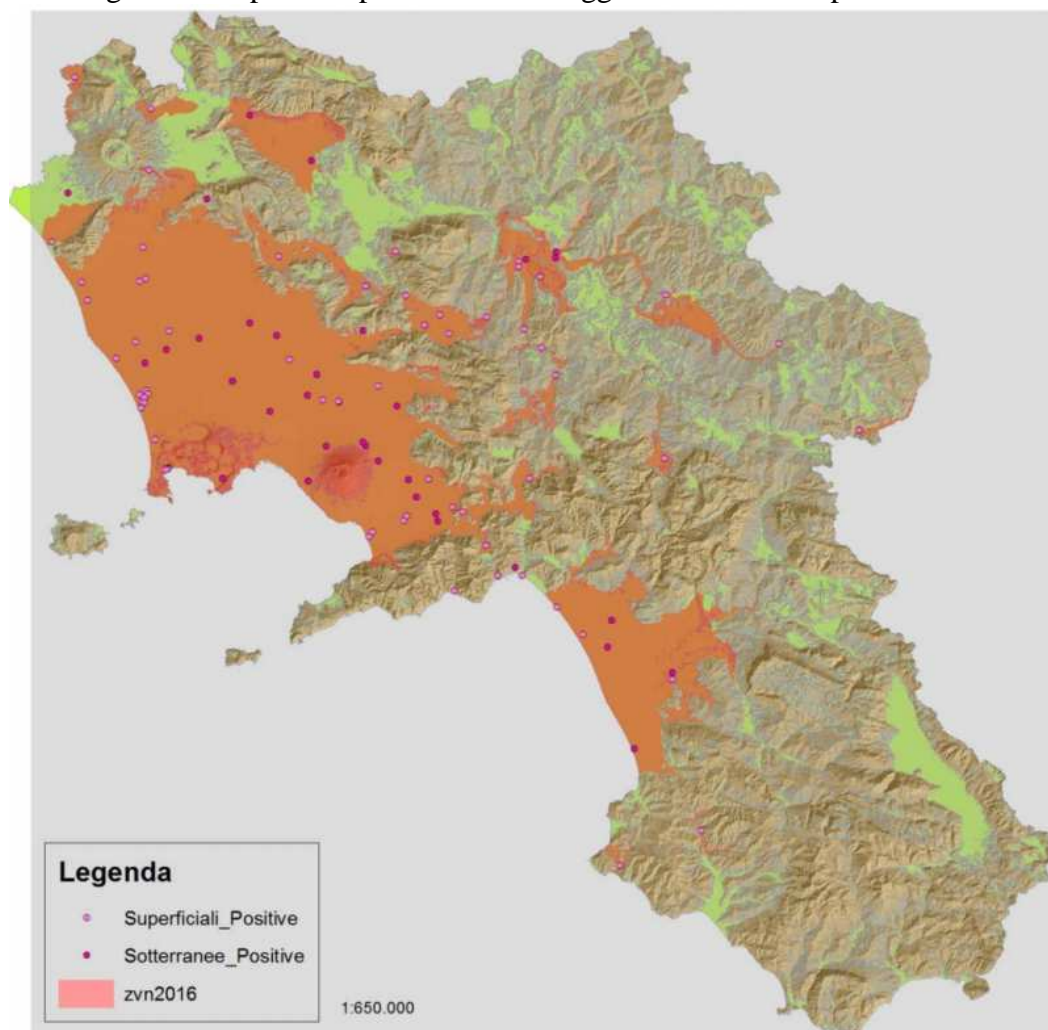 Legenda
Superficiali_Positive
Sotterranee_Positive
zvn2016
1:650.000